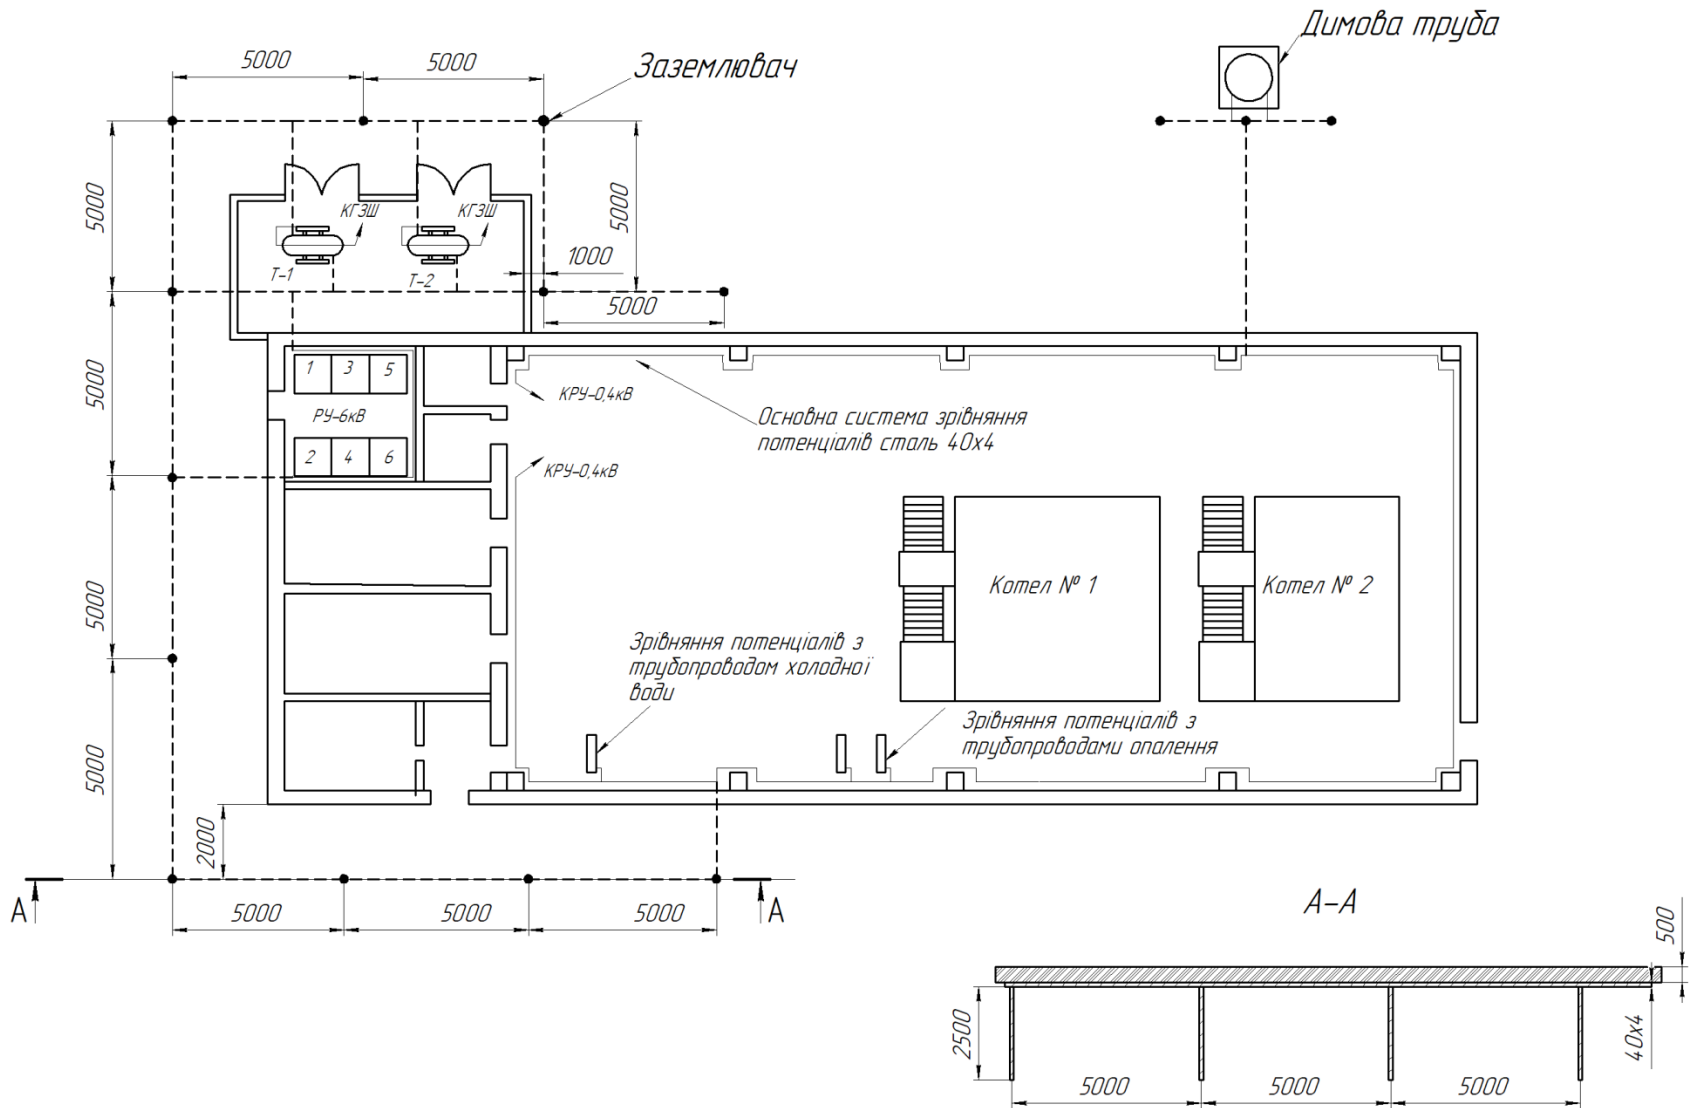 Димова труба
5000
5000
Заземлювач
5000
5000
КГЗШ
КГЗШ
1000
Т-1
Т-2
5000
5000
1
3
5
КРУ-0,4кВ
РУ-6кВ
Основна система зрівняння
потенціалів сталь 40х4
2
4
6
КРУ-0,4кВ
5000
Котел № 1
Котел № 2
Зрівняння потенціалів з
трубопроводом холодної
води
Зрівняння потенціалів з
трубопроводами опалення
5000
2000
А
А
5000
5000
5000
А-А
500
2500
40х4
5000
5000
5000